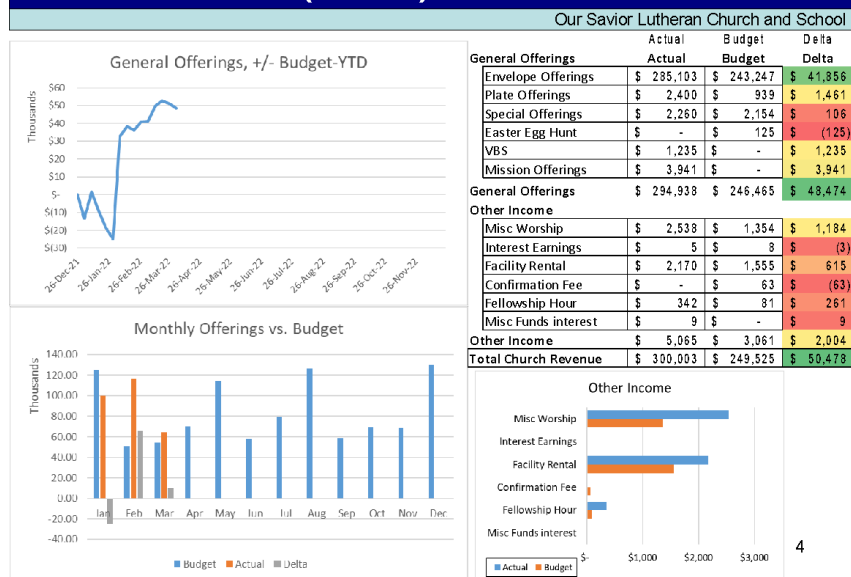 Our Savior Lutheran Church and School
General Offerings, +/- Budget-YTD
Thousands
$60
$50
$40
$30
$20
$10
$-
$(10)
$(20)
$(30)
26-Dec-21
26-Jan-22
26-Feb-22
26-Mar-22
26-Apr-22
26-May-22
26-Jun-22
26-Jul-22
26-Aug-22
26-Sep-22
26-Oct-22
26-Nov-22
Actual Budget Delta
General Offerings Actual Budget Delta
Envelope Offerings $ 285,103 $ 243,247 $ 41,856
Plate Offerings $ 2,400 $ 939 $ 1,461
Special Offerings $ 2,260 $ 2,154 $ 106
Easter Egg Hunt $ - $ 125 $ (125)
VBS $ 1,235 $ - $ 1,235
Mission Offerings $ 3,941 $ - $ 3,941
General Offerings $ 294,938 $ 246,465 $ 48,474
Other Income
Misc Worship $ 2,538 $ 1,354 $ 1,184
Interest Earnings $ 5 $ 8 $ (3)
Facility Rental $ 2,170 $ 1,555 $ 615
Confirmation Fee $ - $ 63 $ (63)
Fellowship Hour $ 342 $ 81 $ 261
Misc Funds interest $ 9 $ - $ 9
Other Income $ 5,065 $ 3,061 $ 2,004
Total Church Revenue $ 300,003 $ 249,525 $ 50,478
Monthly Offerings vs. Budget
Thousands
140.00
120.00
100.00
80.00
60.00
40.00
20.00
0.00
-20.00
-40.00
Jan Feb Mar Apr May Jun Jul Aug Sep Oct Nov Dec
Budget Actual Delta
Other Income
Misc Worship
Interest Earnings
Facility Rental
Confirmation Fee
Fellowship Hour
Misc Funds interest
$- $1,000 $2,000 $3,000
Actual Budget
4